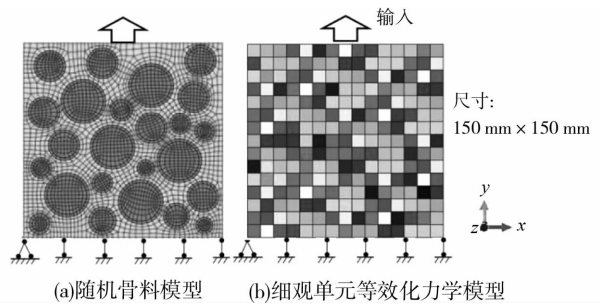 输入
尺寸:
150 mm × 150 mm
y
z
x
(a)随机骨料模型
(b)细观单元等效化力学模型